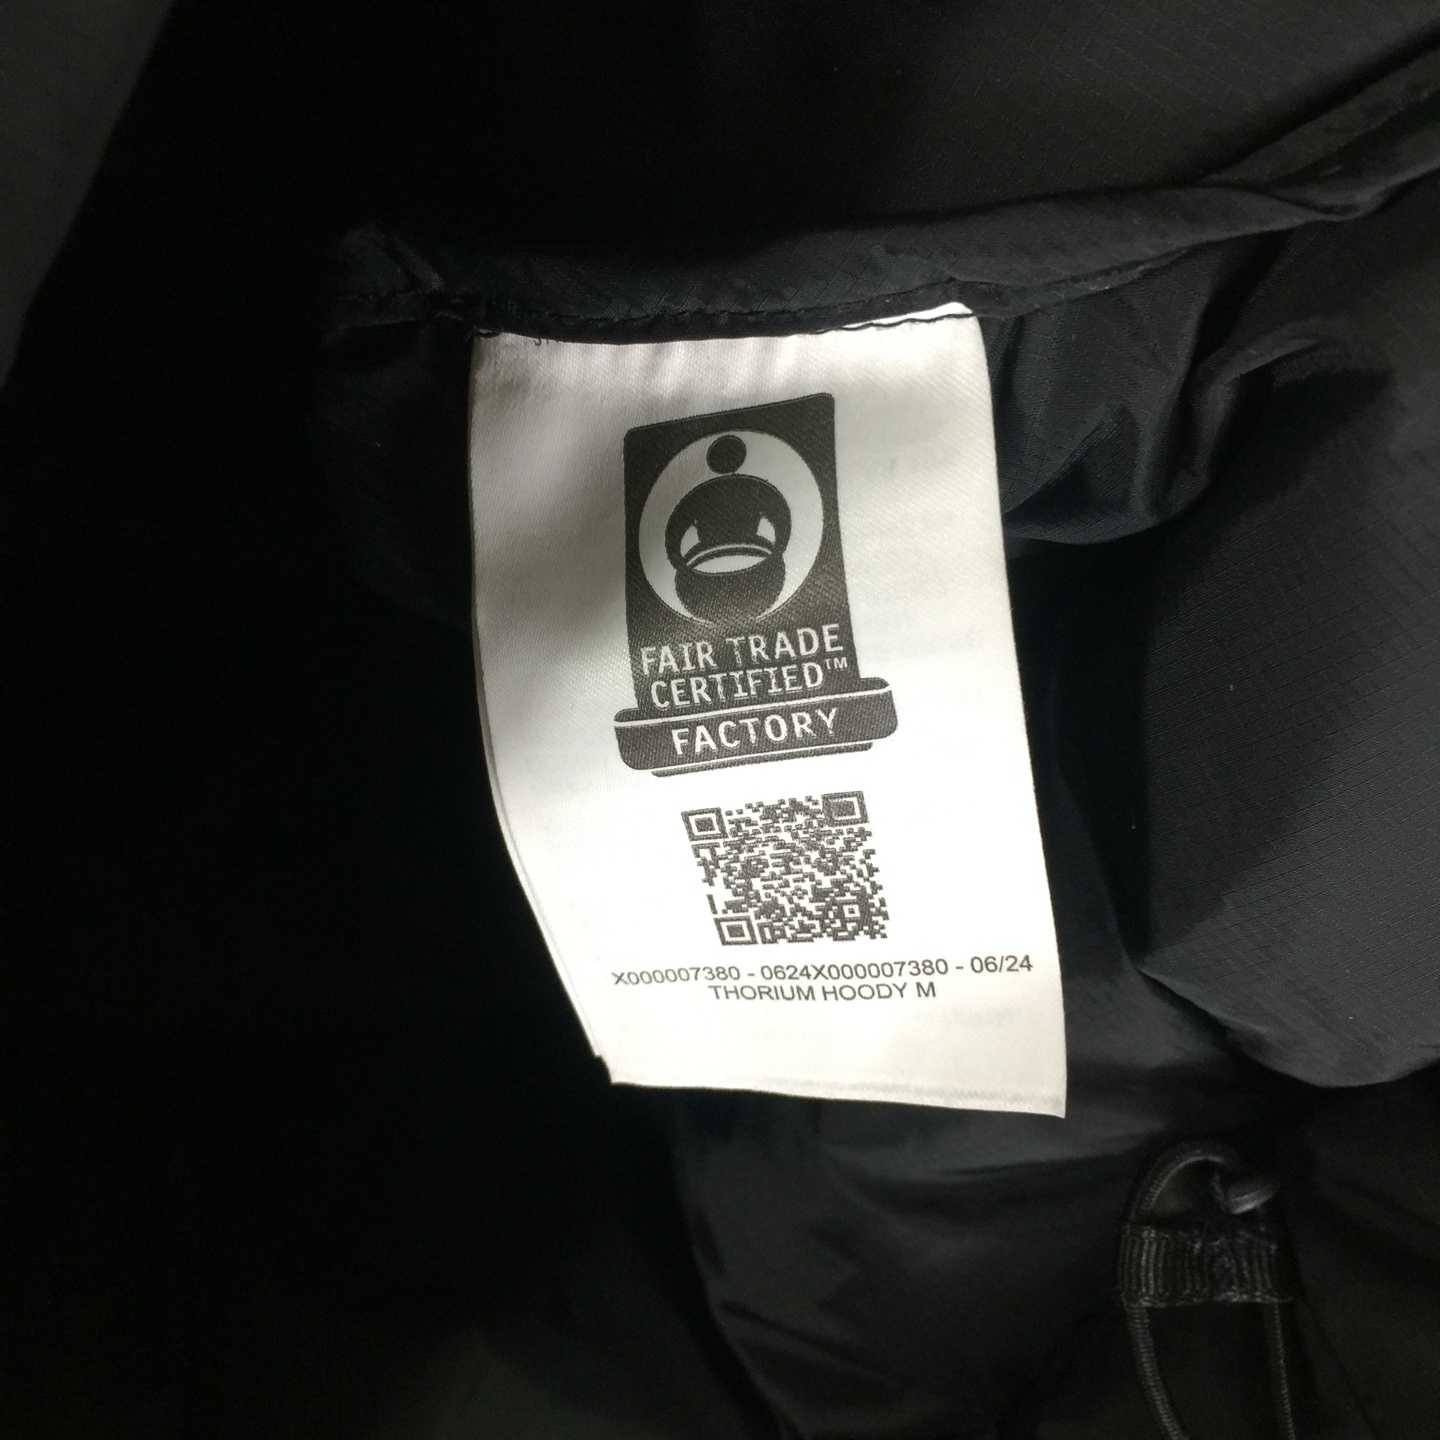 FAIR TRADE
CERTIFIED™
FACTORY
X000007380 - 0624X000007380 - 06/24
THORIUM HOODY M